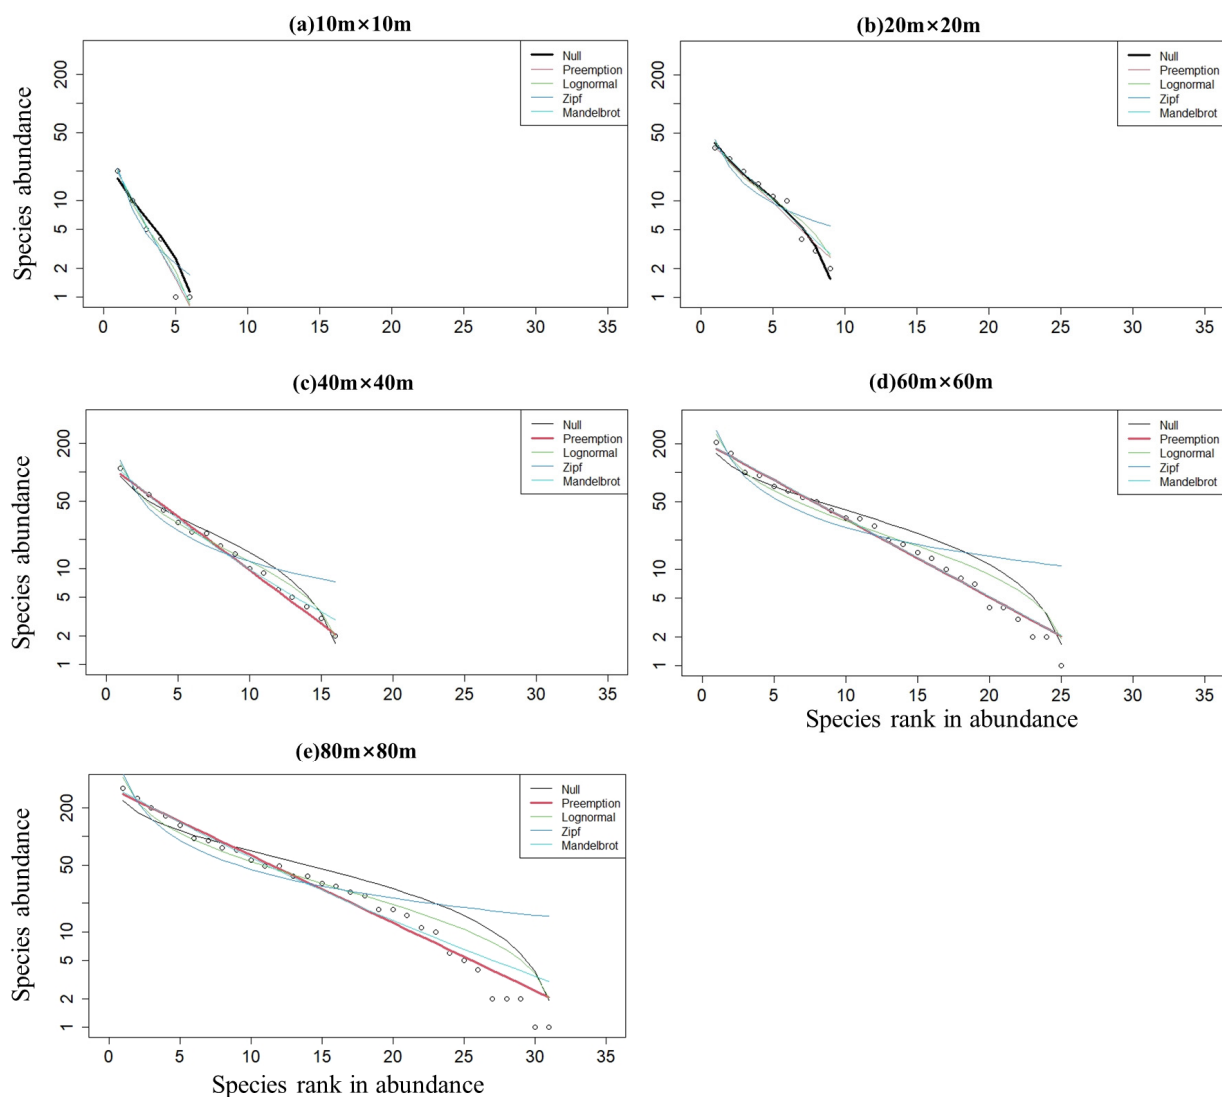 (a)10m×10m
Species abundance
200
50
10
5
2
1
Null
Preemption
Lognormal
Zipf
Mandelbrot
0 5 10 15 20 25 30 35
(b)20m×20m
200
50
10
5
2
1
Null
Preemption
Lognormal
Zipf
Mandelbrot
0 5 10 15 20 25 30 35
(c)40m×40m
Species abundance
200
50
10
5
2
1
Null
Preemption
Lognormal
Zipf
Mandelbrot
0 5 10 15 20 25 30 35
(d)60m×60m
200
50
10
5
2
1
Null
Preemption
Lognormal
Zipf
Mandelbrot
0 5 10 15 20 25 30 35
Species rank in abundance
(e)80m×80m
Species abundance
200
50
10
5
2
1
Null
Preemption
Lognormal
Zipf
Mandelbrot
0 5 10 15 20 25 30 35
Species rank in abundance